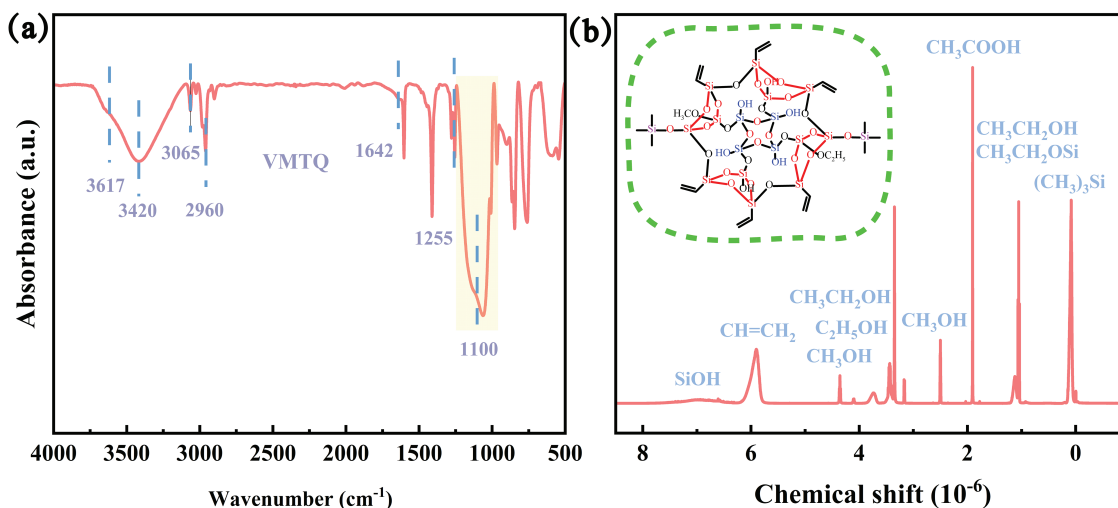 (a)
Absorbance (a.u.)
3617
3420
3065
2960
VMTQ
1642
1255
1100
4000 3500 3000 2500 2000 1500 1000 500
Wavenumber (cm⁻¹)
(b)
CH₃COOH
CH₃CH₂OH
CH₃CH₂OSi
(CH₃)₃Si
CH₃CH₂OH
C₂H₅OH
CH₃OH
CH₃OH
CH=CH₂
SiOH
H₃CO
OC₂H₅
8 6 4 2 0
Chemical shift (10⁻⁶)